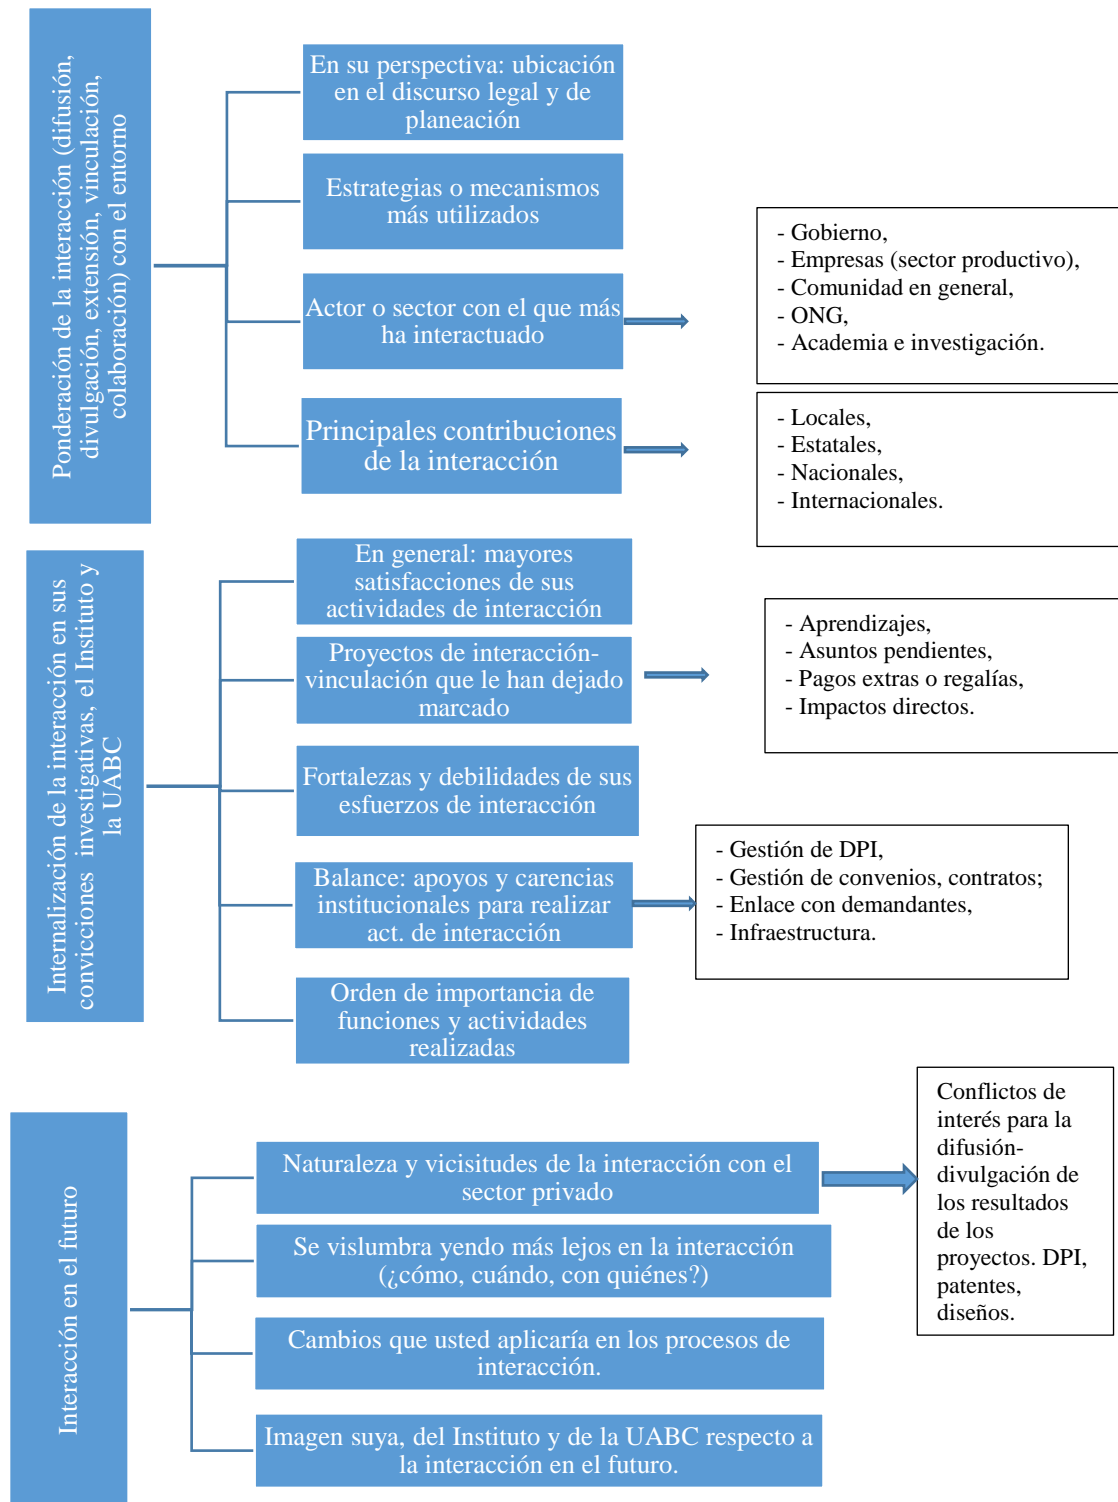 Ponderación de la interacción (difusión,
divulgación, extensión, vinculación,
colaboración) con el entorno
En su perspectiva: ubicación
en el discurso legal y de
planeación
Estrategias o mecanismos
más utilizados
Actor o sector con el que más
ha interactuado
- Gobierno,
- Empresas (sector productivo),
- Comunidad en general,
- ONG,
- Academia e investigación.
Principales contribuciones
de la interacción
- Locales,
- Estatales,
- Nacionales,
- Internacionales.
Internalización de la interacción en sus
convicciones investigativas, el Instituto y
la UABC
En general: mayores
satisfacciones de sus
actividades de interacción
Proyectos de interacción-
vinculación que le han dejado
marcado
- Aprendizajes,
- Asuntos pendientes,
- Pagos extras o regalías,
- Impactos directos.
Fortalezas y debilidades de sus
esfuerzos de interacción
Balance: apoyos y carencias
institucionales para realizar
act. de interacción
- Gestión de DPI,
- Gestión de convenios, contratos;
- Enlace con demandantes,
- Infraestructura.
Orden de importancia de
funciones y actividades
realizadas
Interacción en el futuro
Naturaleza y vicisitudes de la interacción con el
sector privado
Conflictos de
interés para la
difusión-
divulgación de
los resultados
de los
proyectos. DPI,
patentes,
diseños.
Se vislumbra yendo más lejos en la interacción
(¿cómo, cuándo, con quiénes?)
Cambios que usted aplicaría en los procesos de
interacción.
Imagen suya, del Instituto y de la UABC respecto a
la interacción en el futuro.